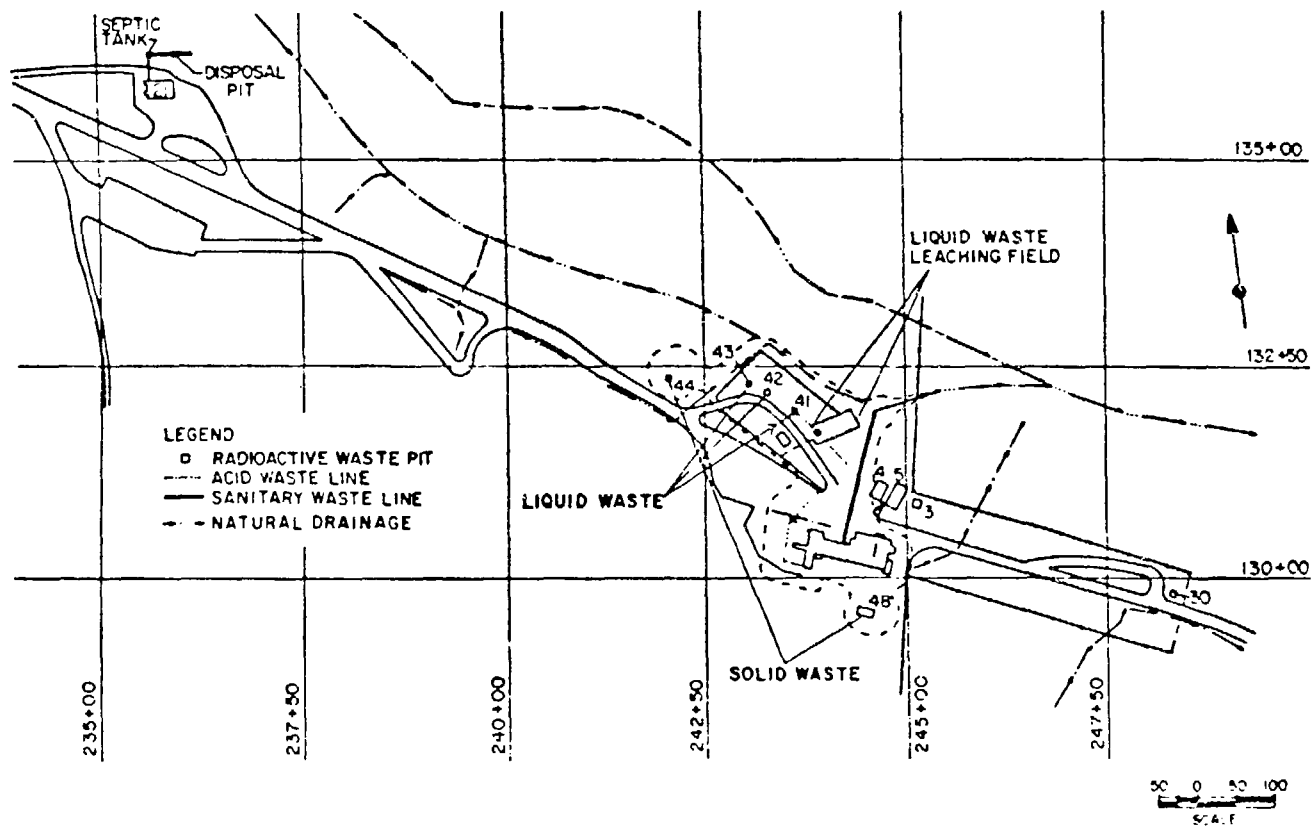 SEPTIC
TANK
DISPOSAL
PIT
135+00
LIQUID WASTE
LEACHING FIELD
132+50
43
42
44
41
LEGEND
RADIOACTIVE WASTE PIT
ACID WASTE LINE
SANITARY WASTE LINE
NATURAL DRAINAGE
7
4
5
3
LIQUID WASTE
130+00
30
48
SOLID WASTE
235+00
237+50
240+00
242+50
245+00
247+50
50 0 50 100
SCALE